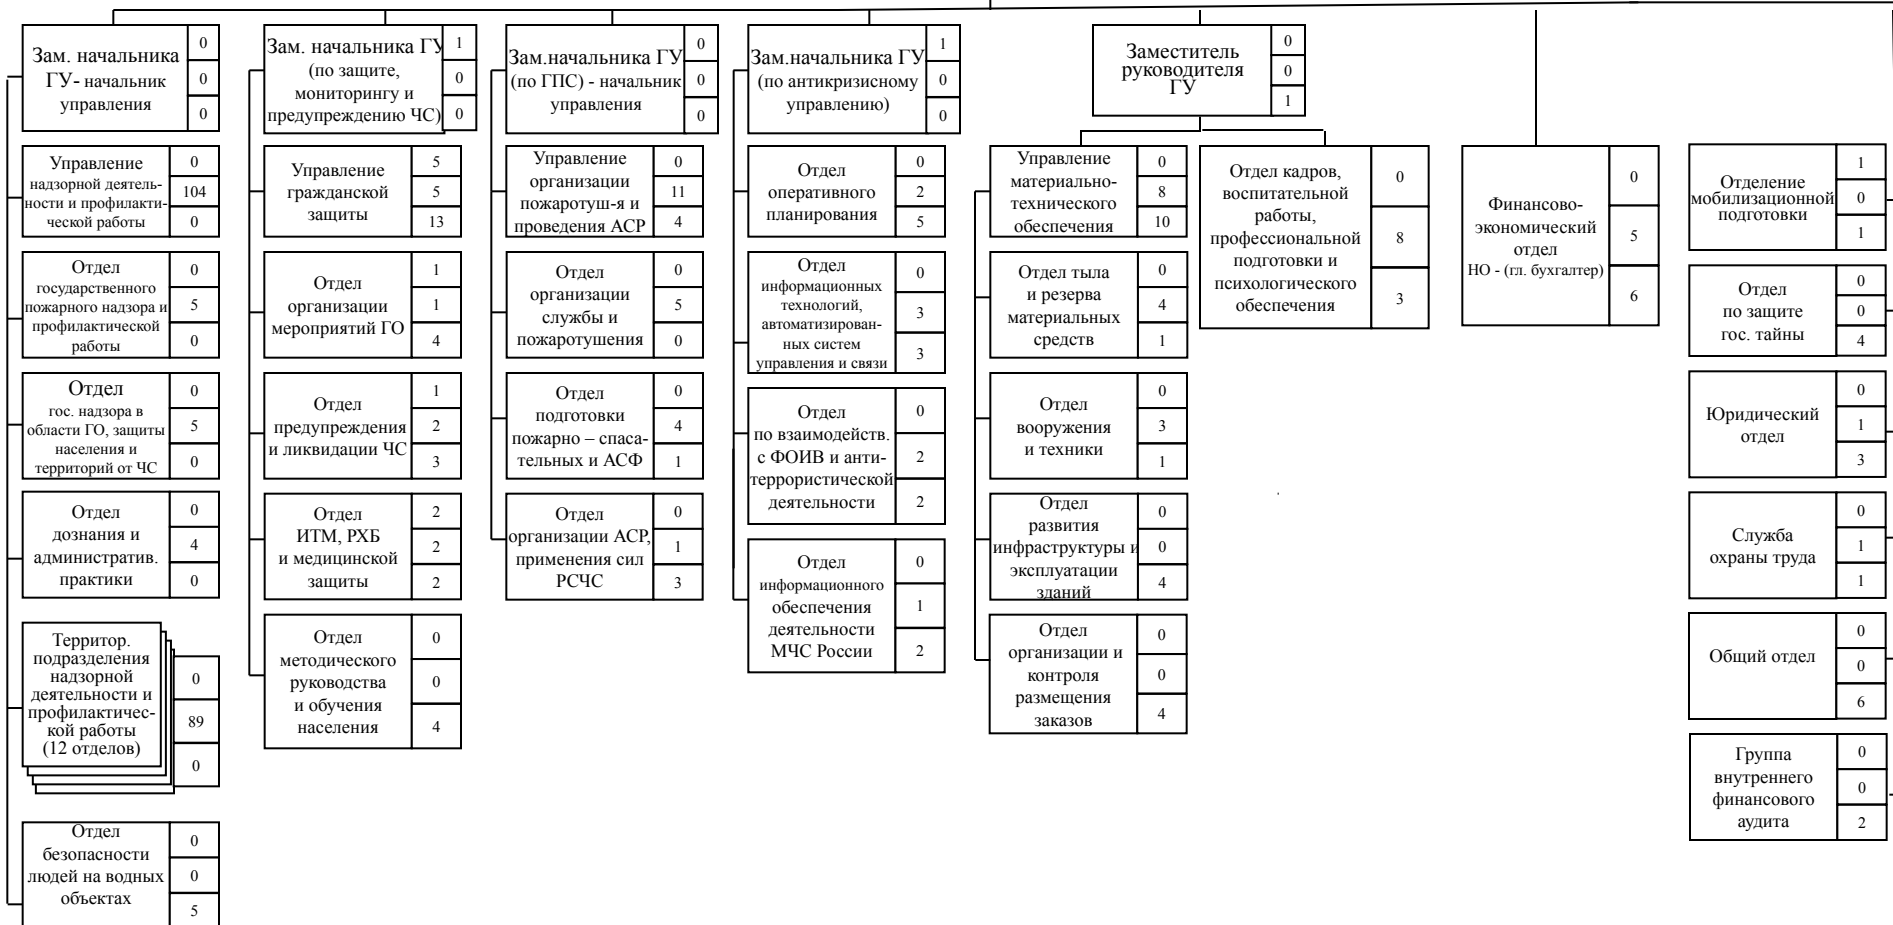 Зам. начальника
ГУ- начальник
управления
0
0
0
Управление
надзорной деятель-
ности и профилакти-
ческой работы
0
104
0
Отдел
государственного
пожарного надзора и
профилактической
работы
0
5
0
Отдел
гос. надзора в
области ГО, защиты
населения и
территорий от ЧС
0
5
0
Отдел
дознания и
административ.
практики
0
4
0
Территор.
подразделения
надзорной
деятельности и
профилактичес-
кой работы
(12 отделов)
0
89
0
Отдел
безопасности
людей на водных
объектах
0
0
5
Зам. начальника ГУ
(по защите,
мониторингу и
предупреждению ЧС)
1
0
0
Управление
гражданской
защиты
5
5
13
Отдел
организации
мероприятий ГО
1
1
4
Отдел
предупреждения
и ликвидации ЧС
1
2
3
Отдел
ИТМ, РХБ
и медицинской
защиты
2
2
2
Отдел
методического
руководства
и обучения
населения
0
0
4
Зам.начальника ГУ
(по ГПС) - начальник
управления
0
0
0
Управление
организации
пожаротуш-я и
проведения АСР
0
11
4
Отдел
организации
службы и
пожаротушения
0
5
0
Отдел
подготовки
пожарно – спаса-
тельных и АСФ
0
4
1
Отдел
организации АСР,
применения сил
РСЧС
0
1
3
Зам.начальника ГУ
(по антикризисному
управлению)
1
0
0
Отдел
оперативного
планирования
0
2
5
Отдел
информационных
технологий,
автоматизирован-
ных систем
управления и связи
0
3
3
Отдел
по взаимодейств.
с ФОИВ и анти-
террористической
деятельности
0
2
2
Отдел
информационного
обеспечения
деятельности
МЧС России
0
1
2
Заместитель
руководителя
ГУ
0
0
1
Управление
материально-
технического
обеспечения
0
8
10
Отдел тыла
и резерва
материальных
средств
0
4
1
Отдел
вооружения
и техники
0
3
1
Отдел
развития
инфраструктуры и
эксплуатации
зданий
0
0
4
Отдел
организации и
контроля
размещения
заказов
0
0
4
Отдел кадров,
воспитательной
работы,
профессиональной
подготовки и
психологического
обеспечения
0
8
3
Финансово-
экономический
отдел
НО - (гл. бухгалтер)
0
5
6
Отделение
мобилизационной
подготовки
1
0
1
Отдел
по защите
гос. тайны
0
0
4
Юридический
отдел
0
1
3
Служба
охраны труда
0
1
1
Общий отдел
0
0
6
Группа
внутреннего
финансового
аудита
0
0
2